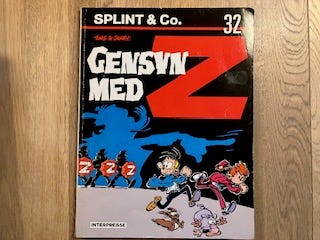 SPLINT & Co. 32
TOME & JANRY:
GENSYN
MED
Z
Z Z Z
INTERPRESSE